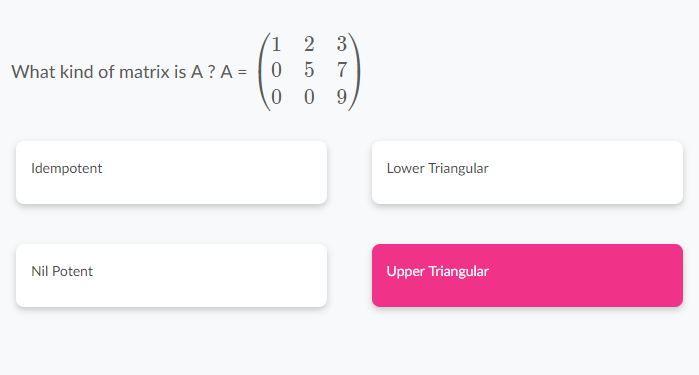 What kind of matrix is A ? A = (1 2 3
0 5 7
0 0 9)
Idempotent
Lower Triangular
Nil Potent
Upper Triangular